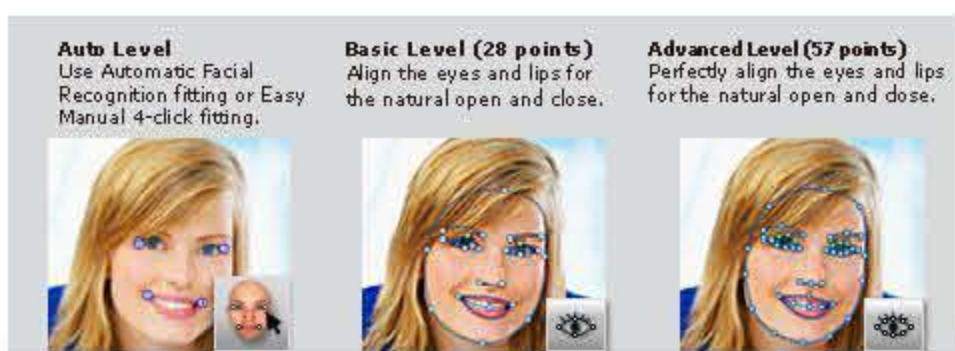 Auto Level
Use Automatic Facial
Recognition fitting or Easy
Manual 4-click fitting.
Basic Level (28 points)
Align the eyes and lips for
the natural open and close.
Advanced Level (57 points)
Perfectly align the eyes and lips
for the natural open and close.